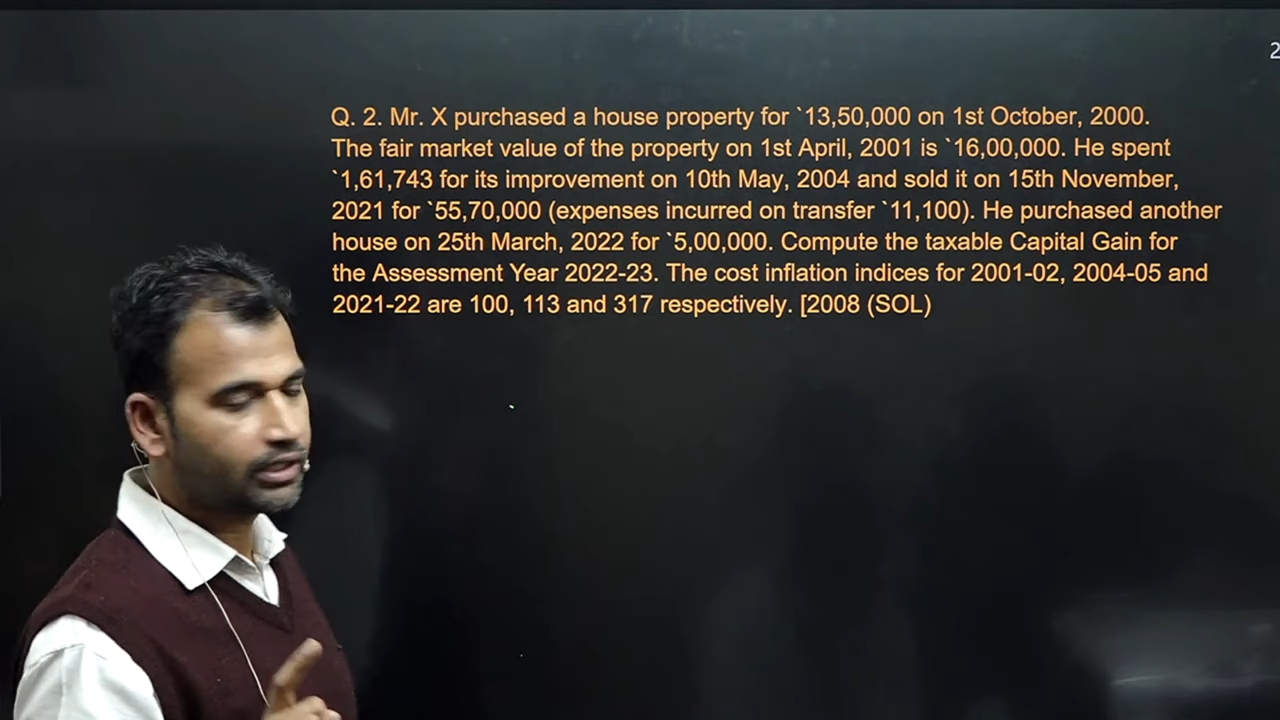 2
Q. 2. Mr. X purchased a house property for `13,50,000 on 1st October, 2000.
The fair market value of the property on 1st April, 2001 is `16,00,000. He spent
`1,61,743 for its improvement on 10th May, 2004 and sold it on 15th November,
2021 for `55,70,000 (expenses incurred on transfer `11,100). He purchased another
house on 25th March, 2022 for `5,00,000. Compute the taxable Capital Gain for
the Assessment Year 2022-23. The cost inflation indices for 2001-02, 2004-05 and
2021-22 are 100, 113 and 317 respectively. [2008 (SOL)